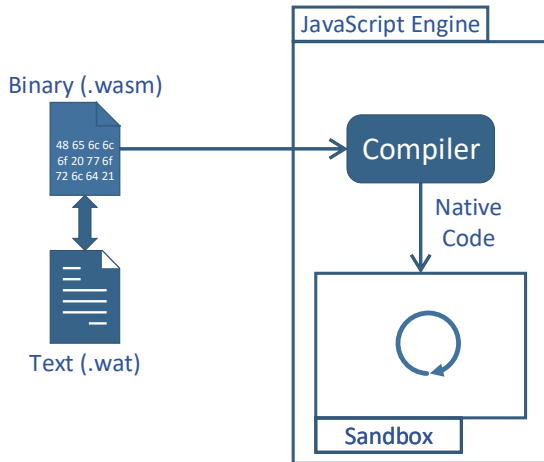 JavaScript Engine
Binary (.wasm)
48 65 6c 6c
6f 20 77 6f
72 6c 64 21
Compiler
Native
Code
Text (.wat)
Sandbox